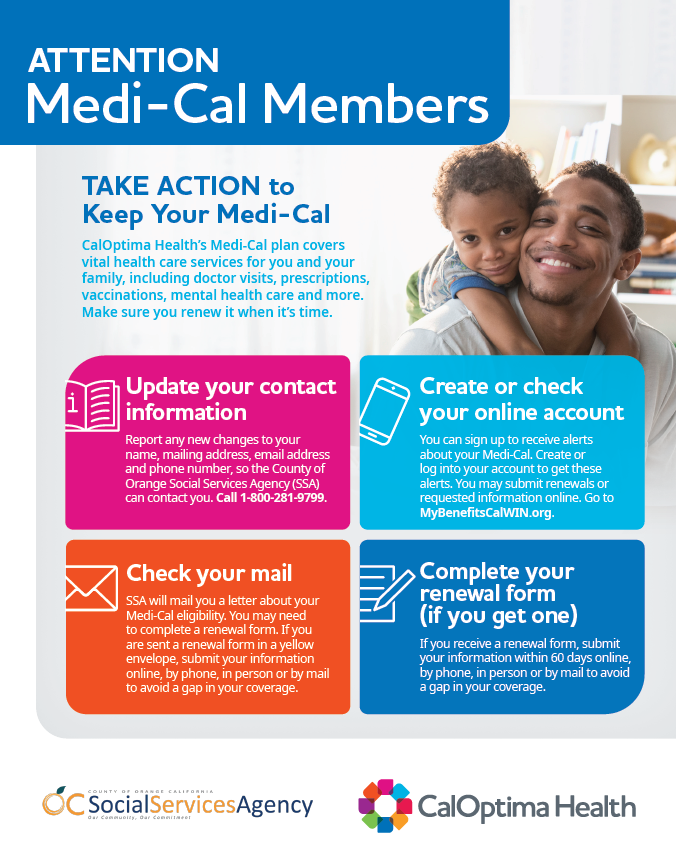 ATTENTION
Medi-Cal Members
TAKE ACTION to
Keep Your Medi-Cal
CalOptima Health's Medi-Cal plan covers
vital health care services for you and your
family, including doctor visits, prescriptions,
vaccinations, mental health care and more.
Make sure you renew it when it's time.
i
Update your contact
information
Report any new changes to your
name, mailing address, email address
and phone number, so the County of
Orange Social Services Agency (SSA)
can contact you. Call 1-800-281-9799.
Create or check
your online account
You can sign up to receive alerts
about your Medi-Cal. Create or
log into your account to get these
alerts. You may submit renewals or
requested information online. Go to
MyBenefitsCalWIN.org.
Check your mail
SSA will mail you a letter about your
Medi-Cal eligibility. You may need
to complete a renewal form. If you
are sent a renewal form in a yellow
envelope, submit your information
online, by phone, in person or by mail
to avoid a gap in your coverage.
Complete your
renewal form
(if you get one)
If you receive a renewal form, submit
your information within 60 days online,
by phone, in person or by mail to avoid
a gap in your coverage.
COUNTY OF ORANGE CALIFORNIA
OC SocialServicesAgency
Our Community, Our Commitment
CalOptima Health